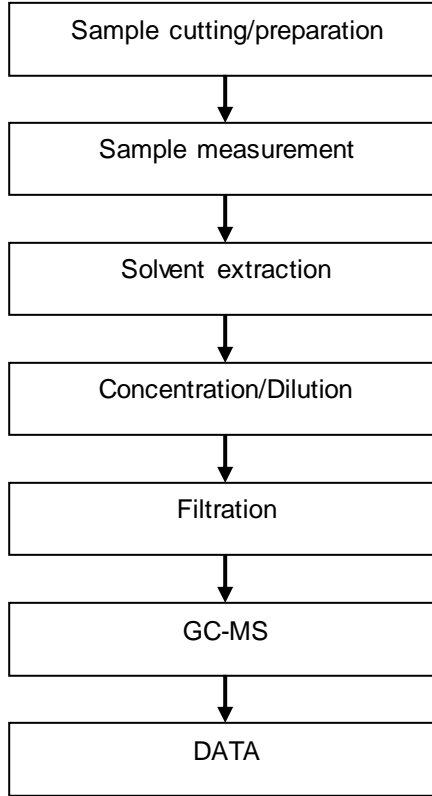 Sample cutting/preparation
Sample measurement
Solvent extraction
Concentration/Dilution
Filtration
GC-MS
DATA